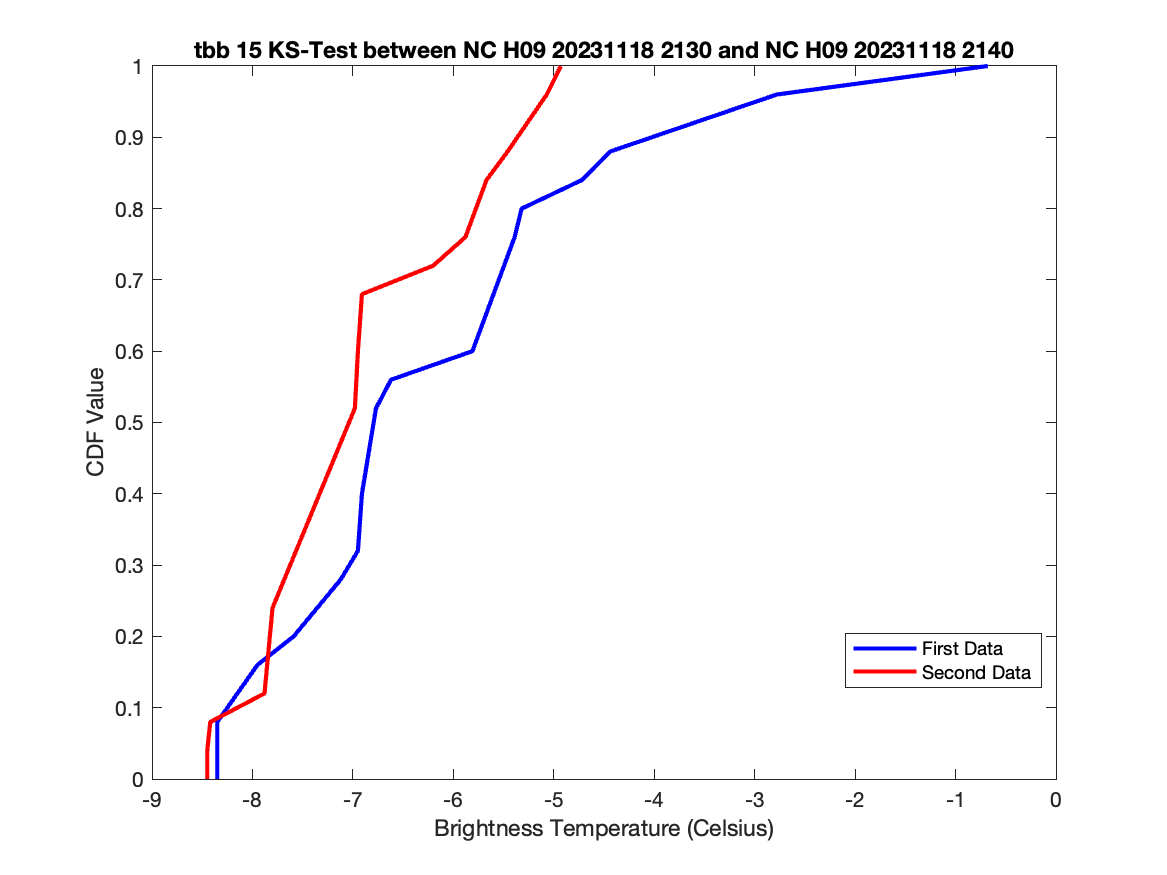 tbb 15 KS-Test between NC H09 20231118 2130 and NC H09 20231118 2140
1
0.9
0.8
0.7
0.6
0.5
0.4
0.3
0.2
0.1
0
CDF Value
First Data
Second Data
-9 -8 -7 -6 -5 -4 -3 -2 -1 0
Brightness Temperature (Celsius)